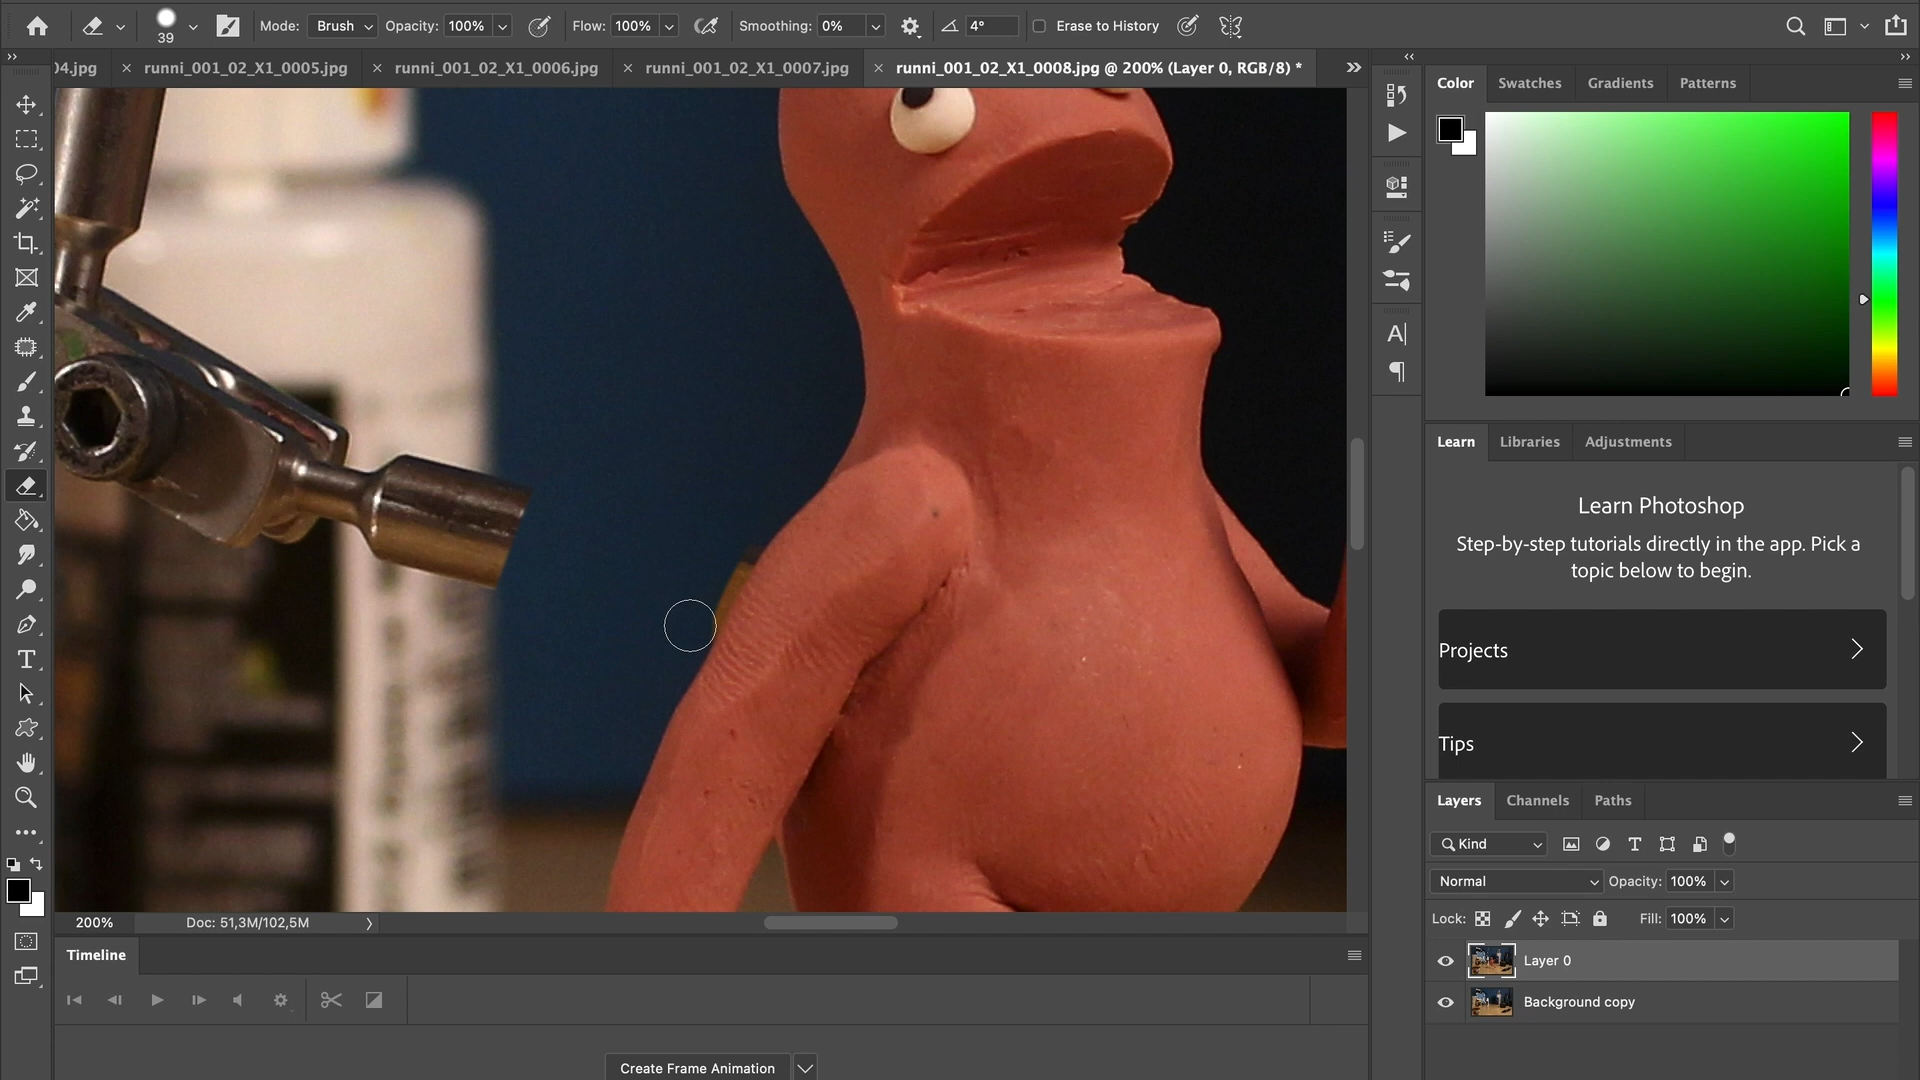 39
Mode: Brush
Opacity: 100%
Flow: 100%
Smoothing: 0%
4°
Erase to History
04.jpg
runni_001_02_X1_0005.jpg
runni_001_02_X1_0006.jpg
runni_001_02_X1_0007.jpg
runni_001_02_X1_0008.jpg @ 200% (Layer 0, RGB/8) *
Color
Swatches
Gradients
Patterns
Learn
Libraries
Adjustments
Learn Photoshop
Step-by-step tutorials directly in the app. Pick a
topic below to begin.
Projects
Tips
Layers
Channels
Paths
Kind
Normal
Opacity: 100%
Lock:
Fill: 100%
Layer 0
Background copy
200%
Doc: 51,3M/102,5M
Timeline
Create Frame Animation